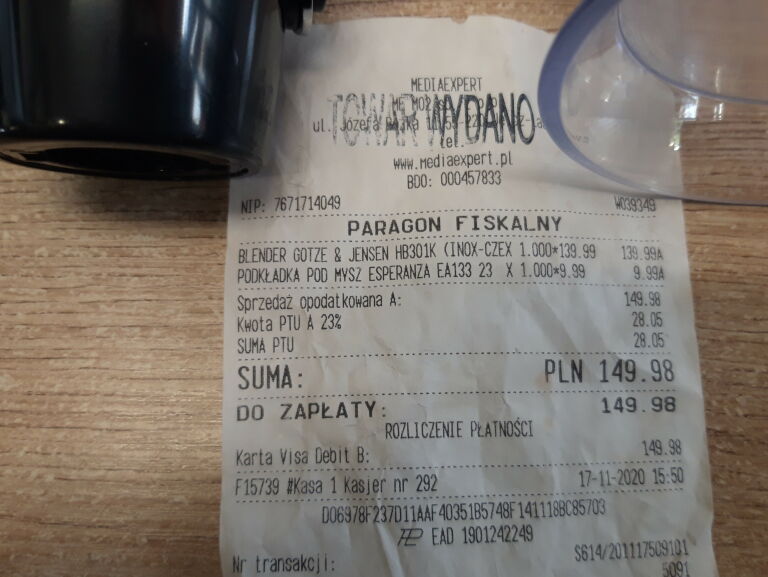 MEDIAEXPERT
TOWAR WYDANO
ul. Józefa
tel.
www.mediaexpert.pl
BDO: 000457833
NIP: 7671714049 W039349
PARAGON FISKALNY
BLENDER GOTZE & JENSEN HB301K (INOX-CZEX 1.000*139.99 139.99A
PODKŁADKA POD MYSZ ESPERANZA EA133 23 X 1.000*9.99 9.99A
Sprzedaż opodatkowana A: 149.98
Kwota PTU A 23% 28.05
SUMA PTU 28.05
SUMA: PLN 149.98
DO ZAPŁATY: 149.98
ROZLICZENIE PŁATNOŚCI
Karta Visa Debit B: 149.98
F15739 #Kasa 1 Kasjer nr 292 17-11-2020 15:50
D06978F237D11AAF40351B5748F141118BC85703
EAD 1901242249
Nr transakcji: S614/201117509101
5091